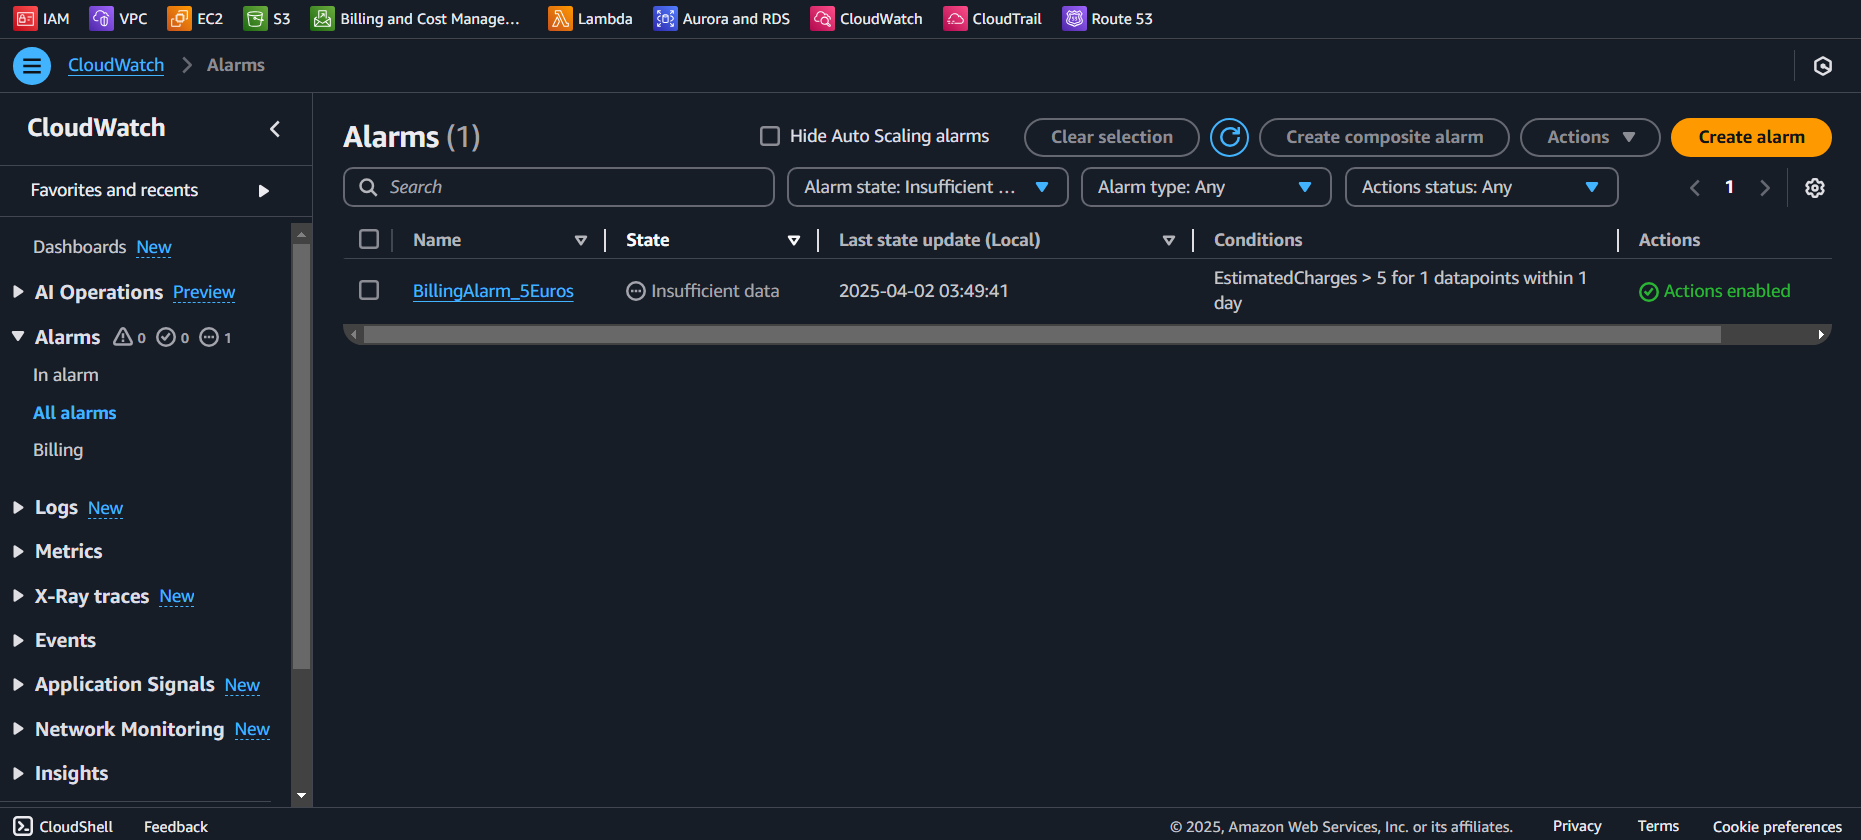 IAM VPC EC2 S3 Billing and Cost Manage... Lambda Aurora and RDS CloudWatch CloudTrail Route 53
CloudWatch Alarms
CloudWatch
Favorites and recents
Dashboards New
AI Operations Preview
Alarms 0 0 1
In alarm
All alarms
Billing
Logs New
Metrics
X-Ray traces New
Events
Application Signals New
Network Monitoring New
Insights
Alarms (1) Hide Auto Scaling alarms Clear selection Create composite alarm Actions Create alarm
Search Alarm state: Insufficient ... Alarm type: Any Actions status: Any 1
Name State Last state update (Local) Conditions Actions
BillingAlarm_5Euros Insufficient data 2025-04-02 03:49:41 EstimatedCharges > 5 for 1 datapoints within 1 Actions enabled
day
CloudShell Feedback © 2025, Amazon Web Services, Inc. or its affiliates. Privacy Terms Cookie preferences